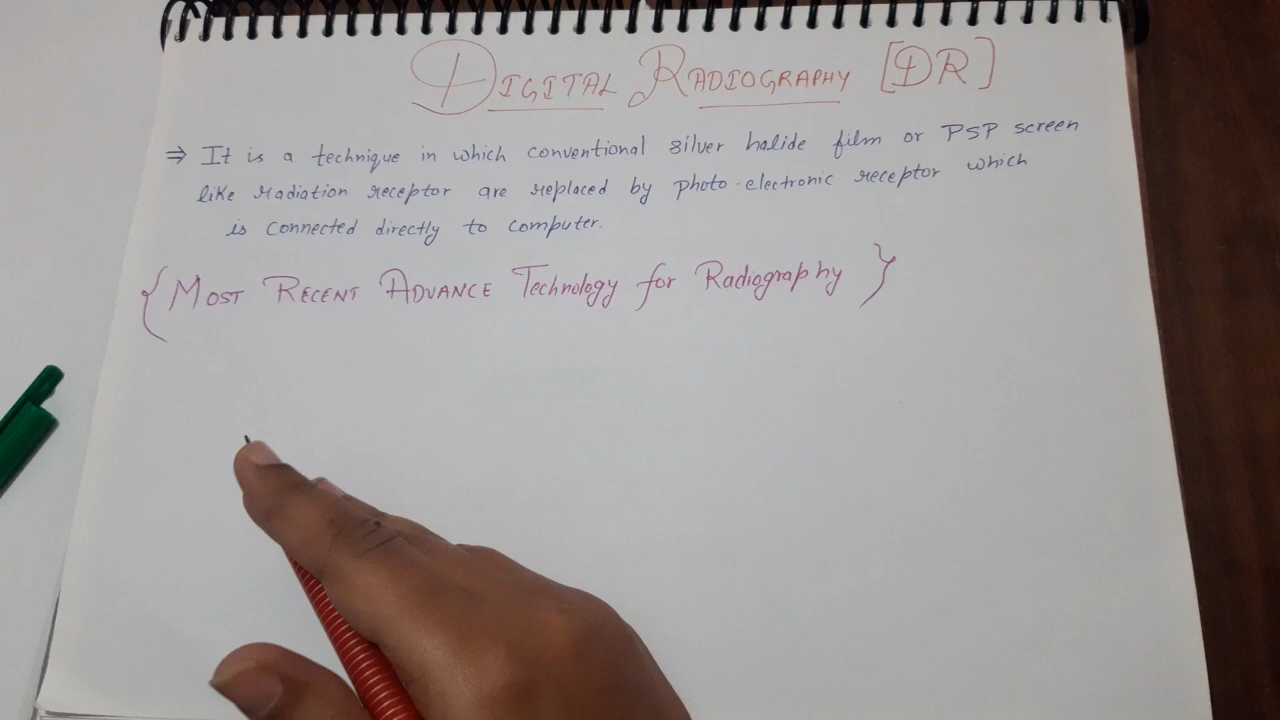 DIGITAL RADIOGRAPHY [DR]
⇒ It is a technique in which conventional silver halide film or PSP screen
like radiation receptor are replaced by photo-electronic receptor which
is connected directly to computer.
{MOST RECENT ADVANCE Technology for Radiography}